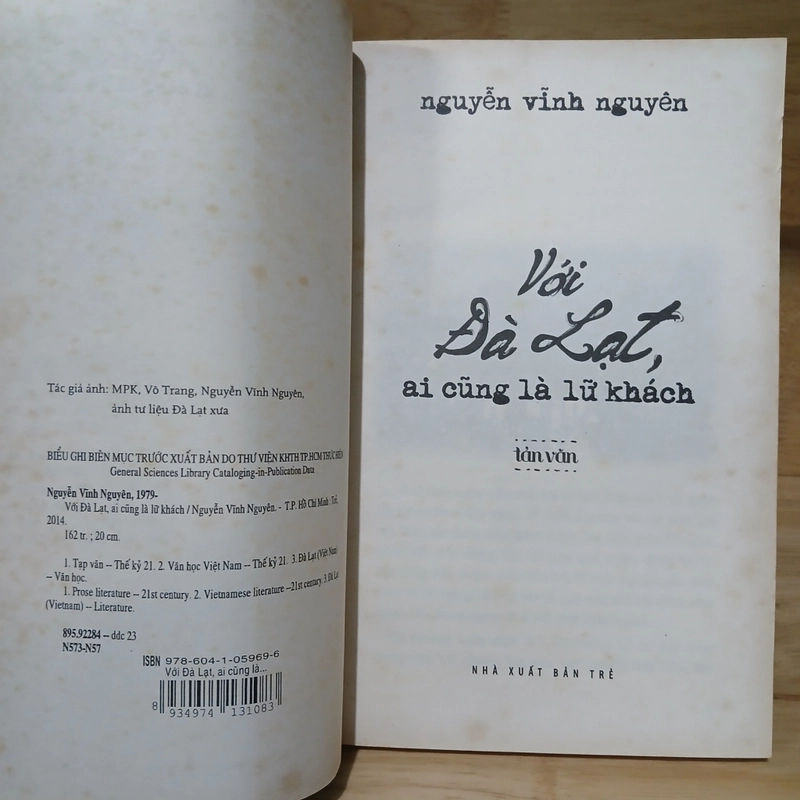 Tác giả ảnh: MPK, Võ Trang, Nguyễn Vĩnh Nguyên,
ảnh tư liệu Đà Lạt xưa
BIỂU GHI BIÊN MỤC TRƯỚC XUẤT BẢN DO THƯ VIỆN KHTH TP.HCM THỰC HIỆN
General Sciences Library Cataloging-in-Publication Data
Nguyễn Vĩnh Nguyên, 1979-
Với Đà Lạt, ai cũng là lữ khách / Nguyễn Vĩnh Nguyên. - T.P. Hồ Chí Minh : Trẻ,
2014.
162 tr. ; 20 cm.
1. Tạp văn -- Thế kỷ 21. 2. Văn học Việt Nam -- Thế kỷ 21. 3. Đà Lạt (Việt Nam)
-- Văn học.
1. Prose literature -- 21st century. 2. Vietnamese literature --21st century. 3. Đà Lạt
(Vietnam) -- Literature.
895.92284 -- ddc 23
N573-N57
ISBN 978-604-1-05969-6
Với Đà Lạt, ai cũng là...
8 934974 131083
nguyễn vĩnh nguyên
Với
Đà Lạt,
ai cũng là lữ khách
tản văn
NHÀ XUẤT BẢN TRẺ